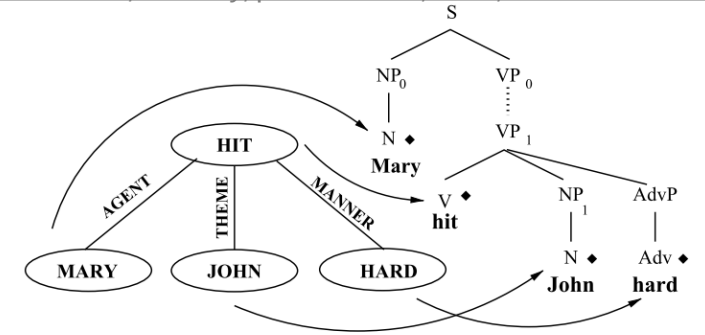 S
NP0 VP0
VP1
N ◆
Mary
HIT
AGENT THEME MANNER
V ◆
hit
NP1 AdvP
MARY JOHN HARD
N ◆ Adv ◆
John hard